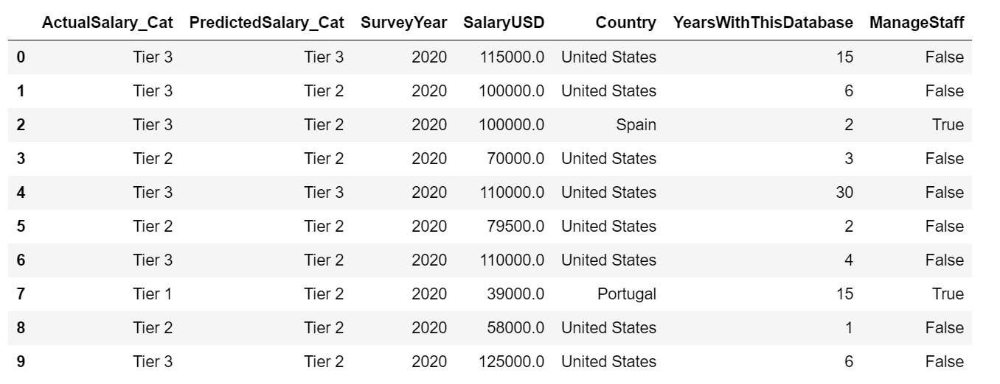 ActualSalary_Cat PredictedSalary_Cat SurveyYear SalaryUSD Country YearsWithThisDatabase ManageStaff
0 Tier 3 Tier 3 2020 115000.0 United States 15 False
1 Tier 3 Tier 2 2020 100000.0 United States 6 False
2 Tier 3 Tier 2 2020 100000.0 Spain 2 True
3 Tier 2 Tier 2 2020 70000.0 United States 3 False
4 Tier 3 Tier 3 2020 110000.0 United States 30 False
5 Tier 2 Tier 2 2020 79500.0 United States 2 False
6 Tier 3 Tier 2 2020 110000.0 United States 4 False
7 Tier 1 Tier 2 2020 39000.0 Portugal 15 True
8 Tier 2 Tier 2 2020 58000.0 United States 1 False
9 Tier 3 Tier 2 2020 125000.0 United States 6 False